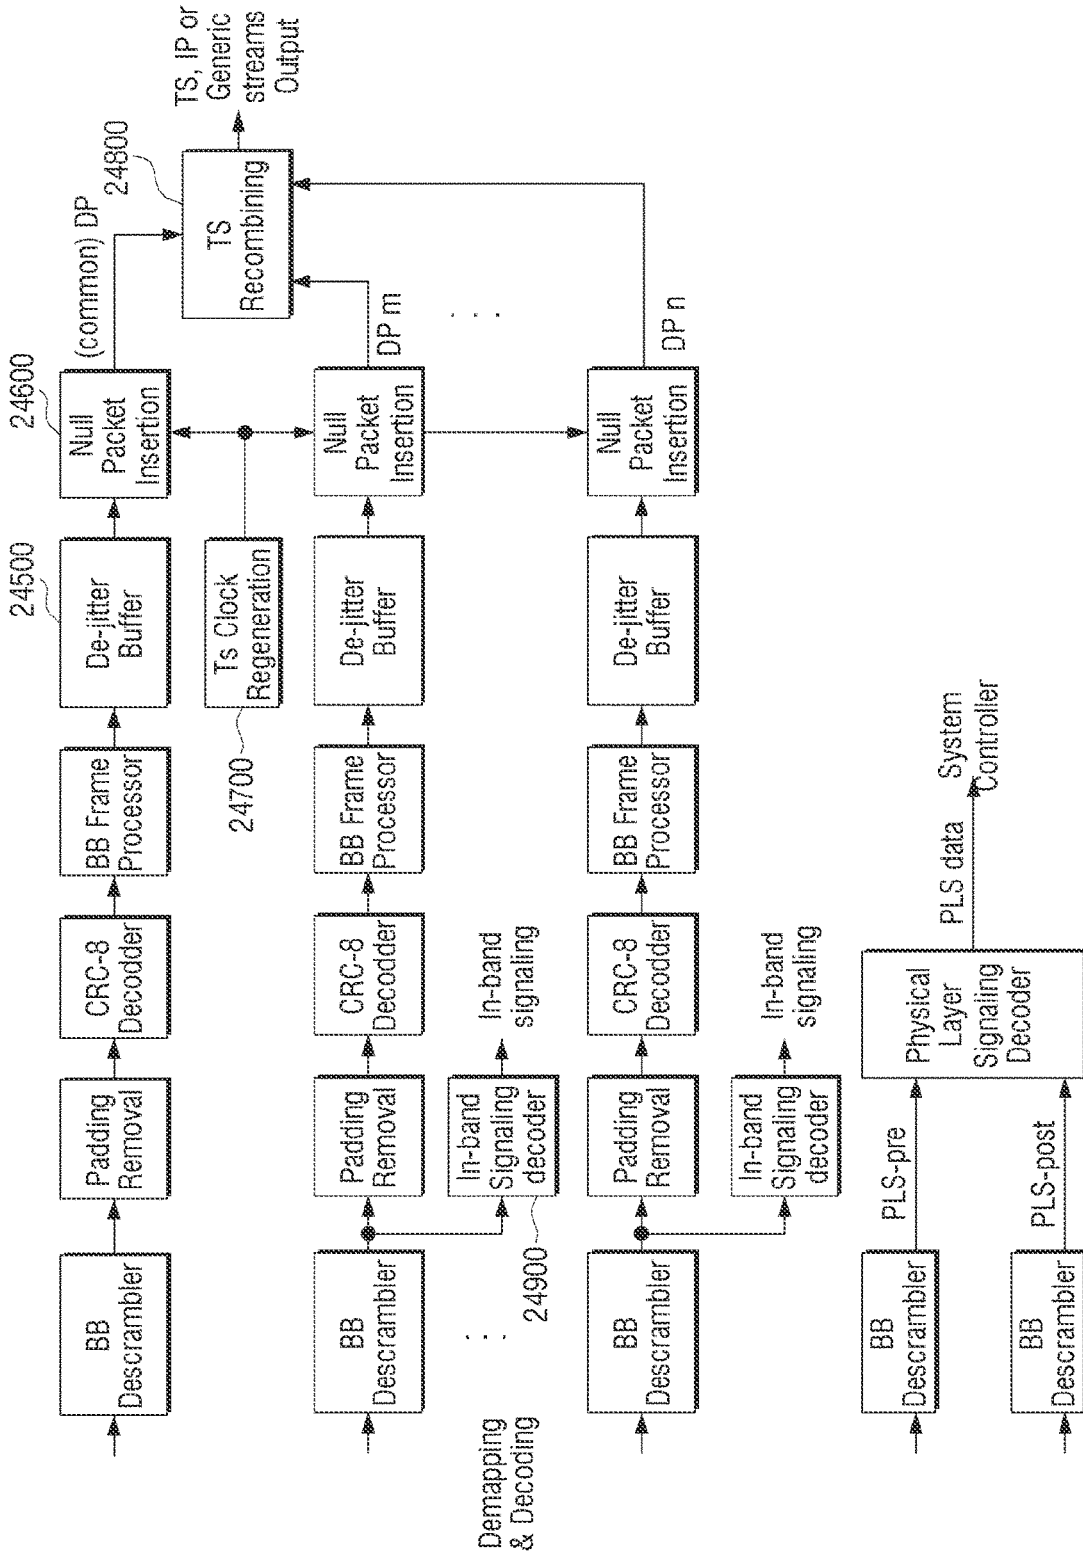 24500
24600
(common) DP
24800
TS, IP or
Generic
streams
Output
BB
Descrambler
Padding
Removal
CRC-8
Decodder
BB Frame
Processor
De-jitter
Buffer
Null
Packet
Insertion
TS
Recombining
24700
Ts Clock
Regeneration
BB
Descrambler
Padding
Removal
CRC-8
Decodder
BB Frame
Processor
De-jitter
Buffer
Null
Packet
Insertion
DP m
. . .
24900
In-band
Signaling
decoder
In-band
signaling
. . .
Demapping
& Decoding
BB
Descrambler
Padding
Removal
CRC-8
Decodder
BB Frame
Processor
De-jitter
Buffer
Null
Packet
Insertion
DP n
In-band
Signaling
decoder
In-band
signaling
BB
Descrambler
PLS-pre
Physical
Layer
Signaling
Decoder
PLS data
System
Controller
BB
Descrambler
PLS-post